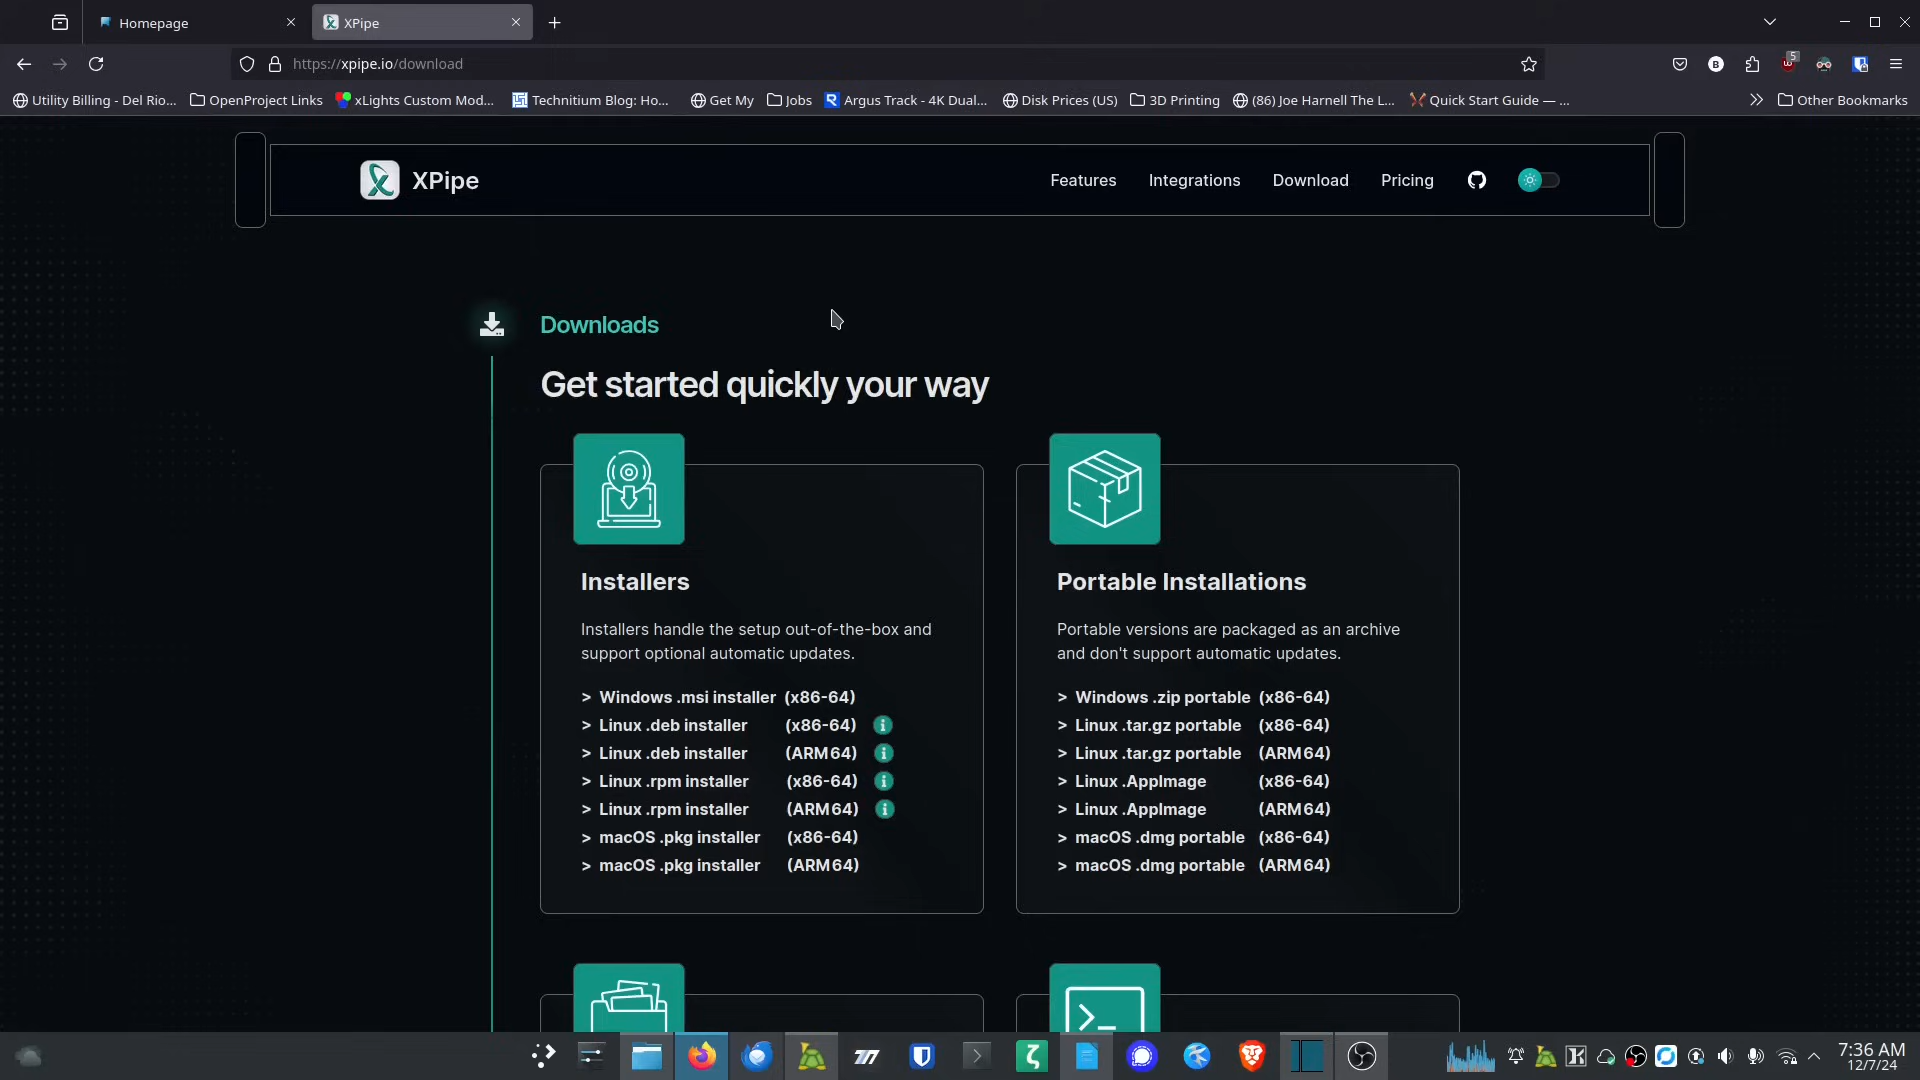 Homepage
XPipe
https://xpipe.io/download
5
B
Utility Billing - Del Rio...
OpenProject Links
xLights Custom Mod...
Technitium Blog: Ho...
Get My
Jobs
Argus Track - 4K Dual...
Disk Prices (US)
3D Printing
(86) Joe Harnell The L...
Quick Start Guide — ...
Other Bookmarks
XPipe
Features
Integrations
Download
Pricing
Downloads
Get started quickly your way
Installers
Installers handle the setup out-of-the-box and
support optional automatic updates.
> Windows .msi installer (x86-64)
> Linux .deb installer (x86-64)
> Linux .deb installer (ARM64)
> Linux .rpm installer (x86-64)
> Linux .rpm installer (ARM64)
> macOS .pkg installer (x86-64)
> macOS .pkg installer (ARM64)
Portable Installations
Portable versions are packaged as an archive
and don't support automatic updates.
> Windows .zip portable (x86-64)
> Linux .tar.gz portable (x86-64)
> Linux .tar.gz portable (ARM64)
> Linux .AppImage (x86-64)
> Linux .AppImage (ARM64)
> macOS .dmg portable (x86-64)
> macOS .dmg portable (ARM64)
7:36 AM
12/7/24